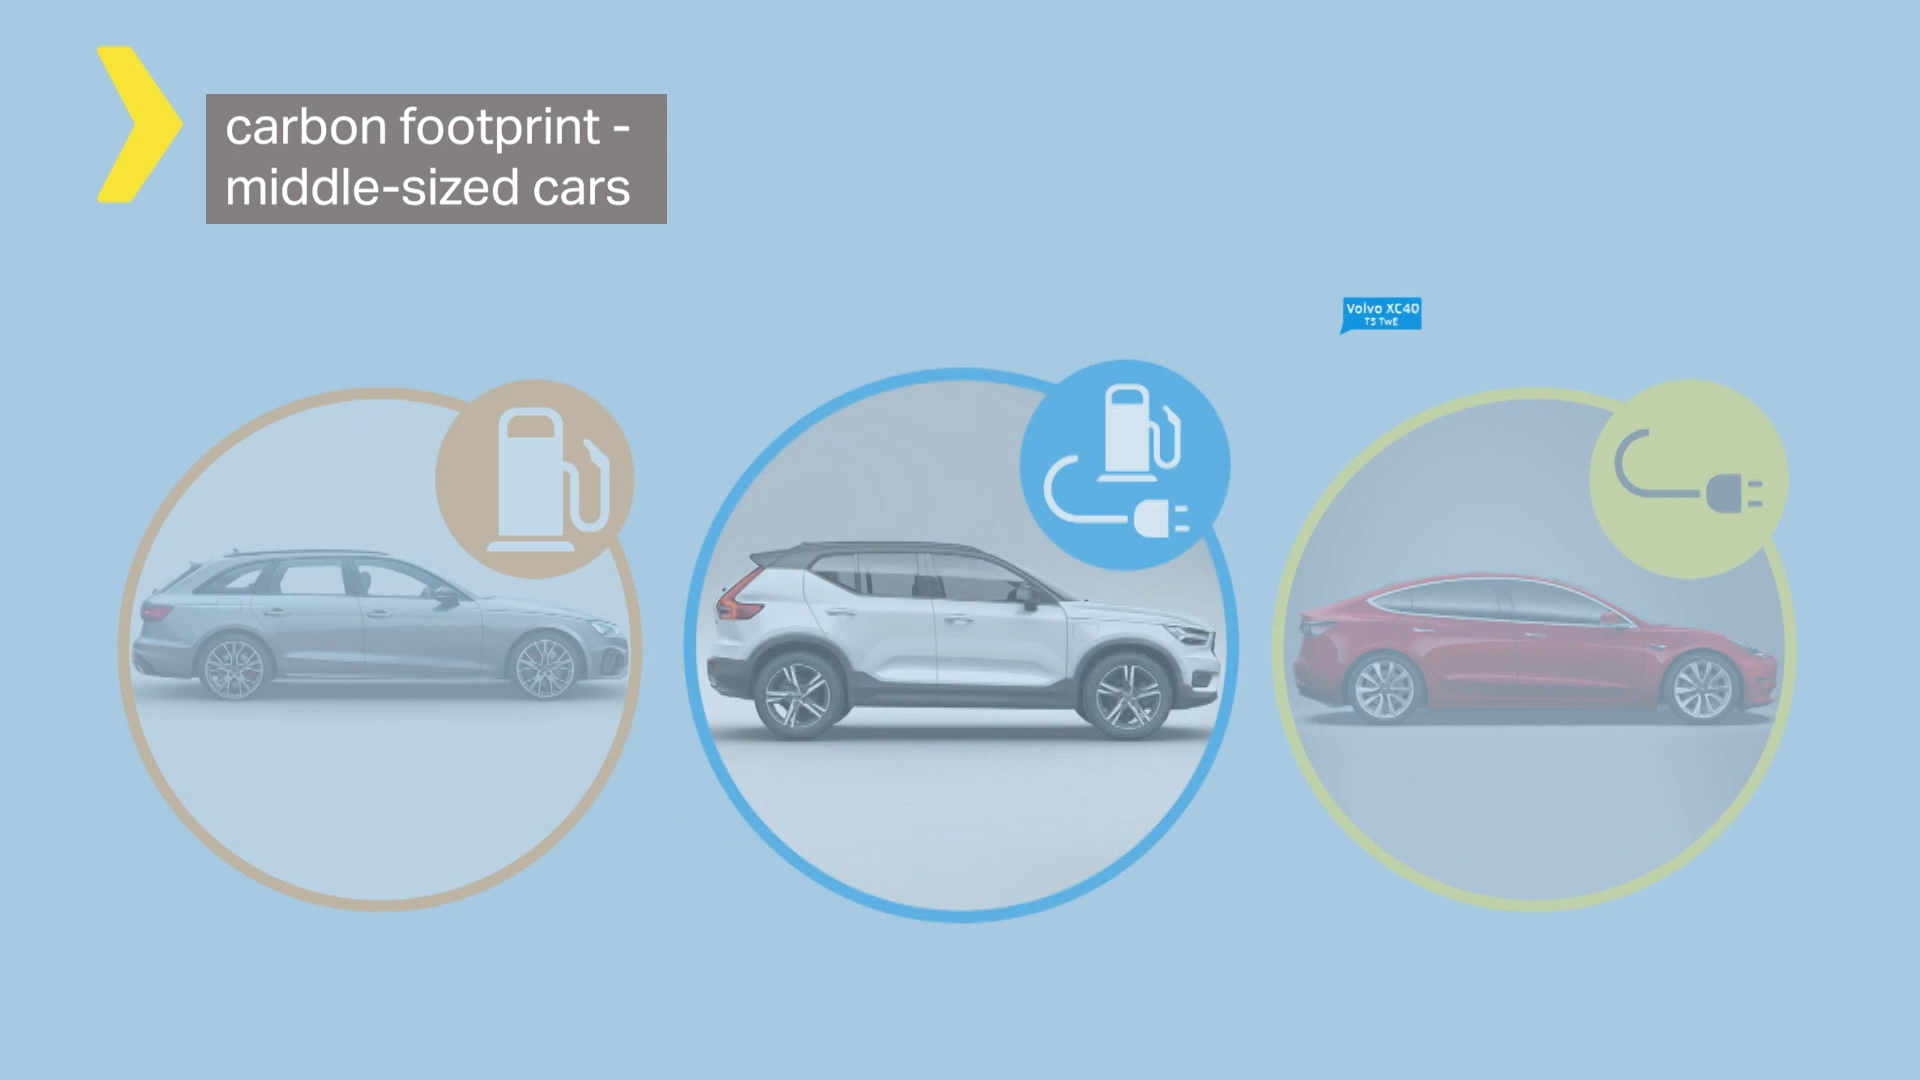 carbon footprint -
middle-sized cars
Volvo XC40
T5 TwE